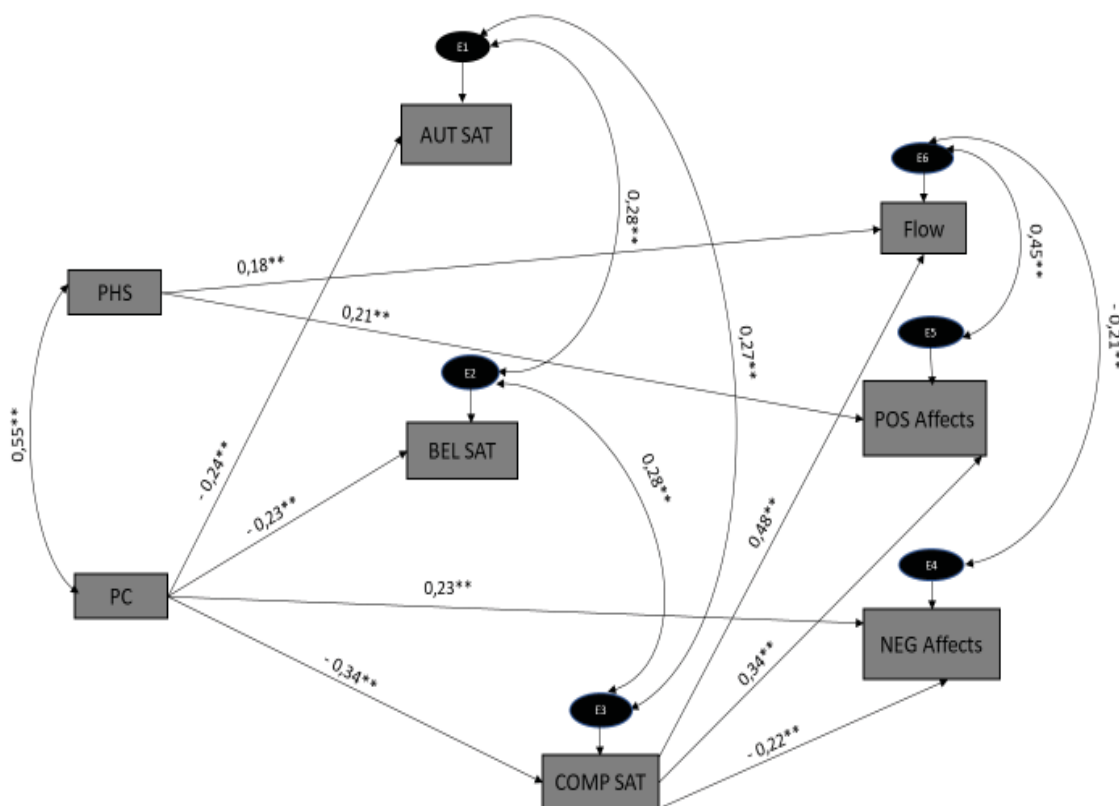 E1
AUT SAT
E6
0,28**
Flow
0,45**
0,18**
PHS
- 0,21**
0,21**
E5
0,27**
E2
POS Affects
0,55**
- 0,24**
BEL SAT
0,28**
- 0,23**
0,48**
E4
0,23**
PC
NEG Affects
- 0,34**
0,34**
E3
- 0,22**
COMP SAT